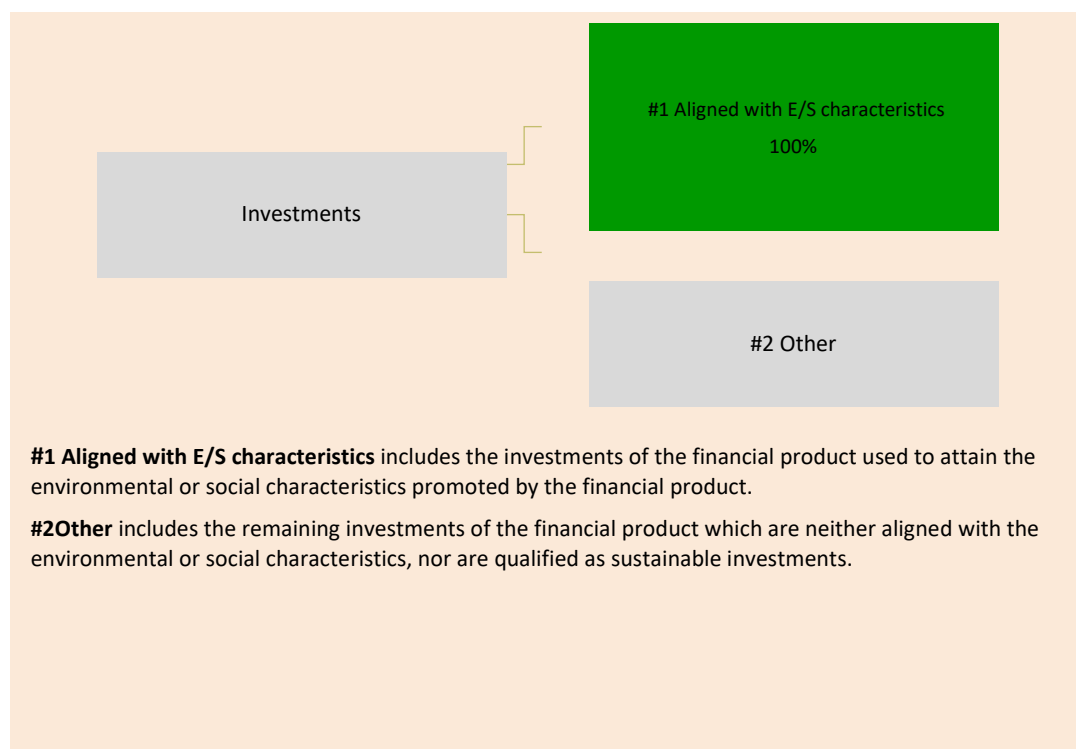 #1 Aligned with E/S characteristics
100%
Investments
#2 Other
#1 Aligned with E/S characteristics includes the investments of the financial product used to attain the
environmental or social characteristics promoted by the financial product.
#2Other includes the remaining investments of the financial product which are neither aligned with the
environmental or social characteristics, nor are qualified as sustainable investments.